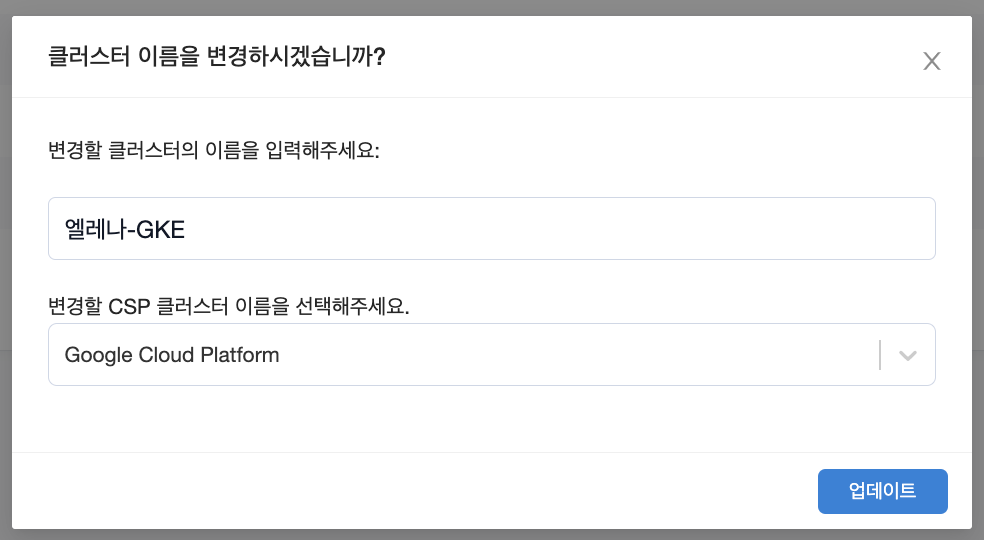 클러스터 이름을 변경하시겠습니까?
변경할 클러스터의 이름을 입력해주세요:
엘레나-GKE
변경할 CSP 클러스터 이름을 선택해주세요.
Google Cloud Platform
업데이트